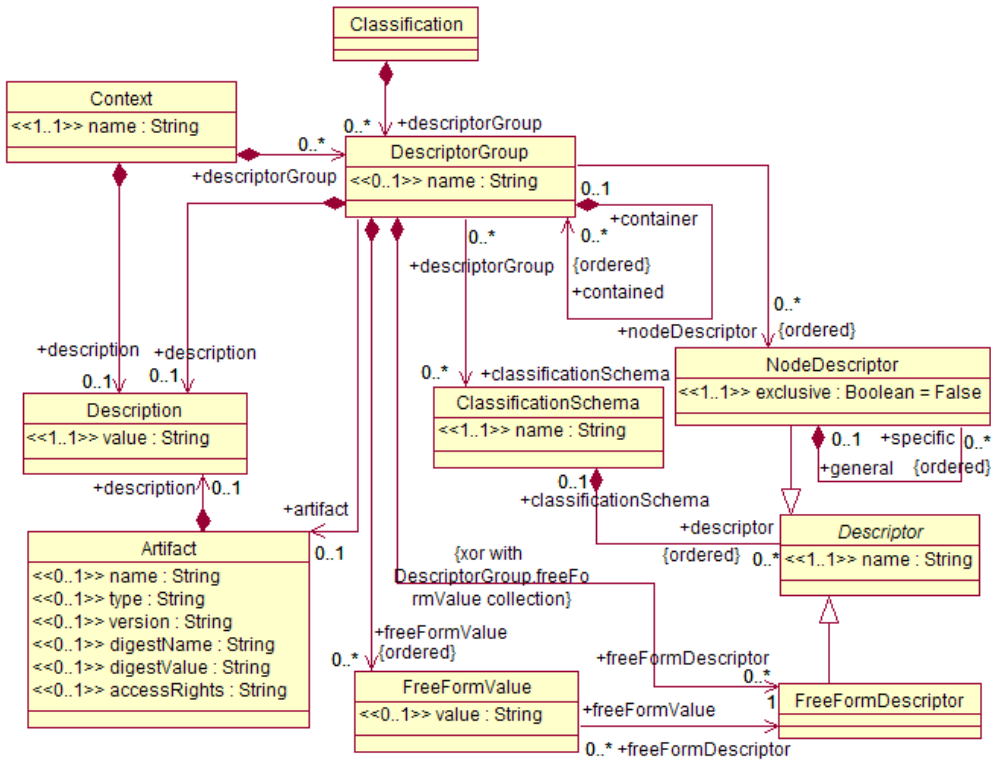 Classification
Context
<<1..1>> name : String
0..*
+descriptorGroup
0..*
+descriptorGroup
DescriptorGroup
<<0..1>> name : String
0..1
+container
0..*
{ordered}
+contained
0..*
+descriptorGroup
0..*
+nodeDescriptor
{ordered}
+description
0..1
+description
0..1
0..*
+classificationSchema
NodeDescriptor
<<1..1>> exclusive : Boolean = False
Description
<<1..1>> value : String
ClassificationSchema
<<1..1>> name : String
0..1
+specific
0..*
+general
{ordered}
+description
0..1
0..1
+classificationSchema
+artifact
0..1
+descriptor
{ordered}
0..*
Descriptor
<<1..1>> name : String
Artifact
<<0..1>> name : String
<<0..1>> type : String
<<0..1>> version : String
<<0..1>> digestName : String
<<0..1>> digestValue : String
<<0..1>> accessRights : String
{xor with
DescriptorGroup.freeFo
rmValue collection}
+freeFormValue
0..*
{ordered}
+freeFormDescriptor
0..*
FreeFormValue
<<0..1>> value : String
+freeFormValue
1
FreeFormDescriptor
0..*
+freeFormDescriptor